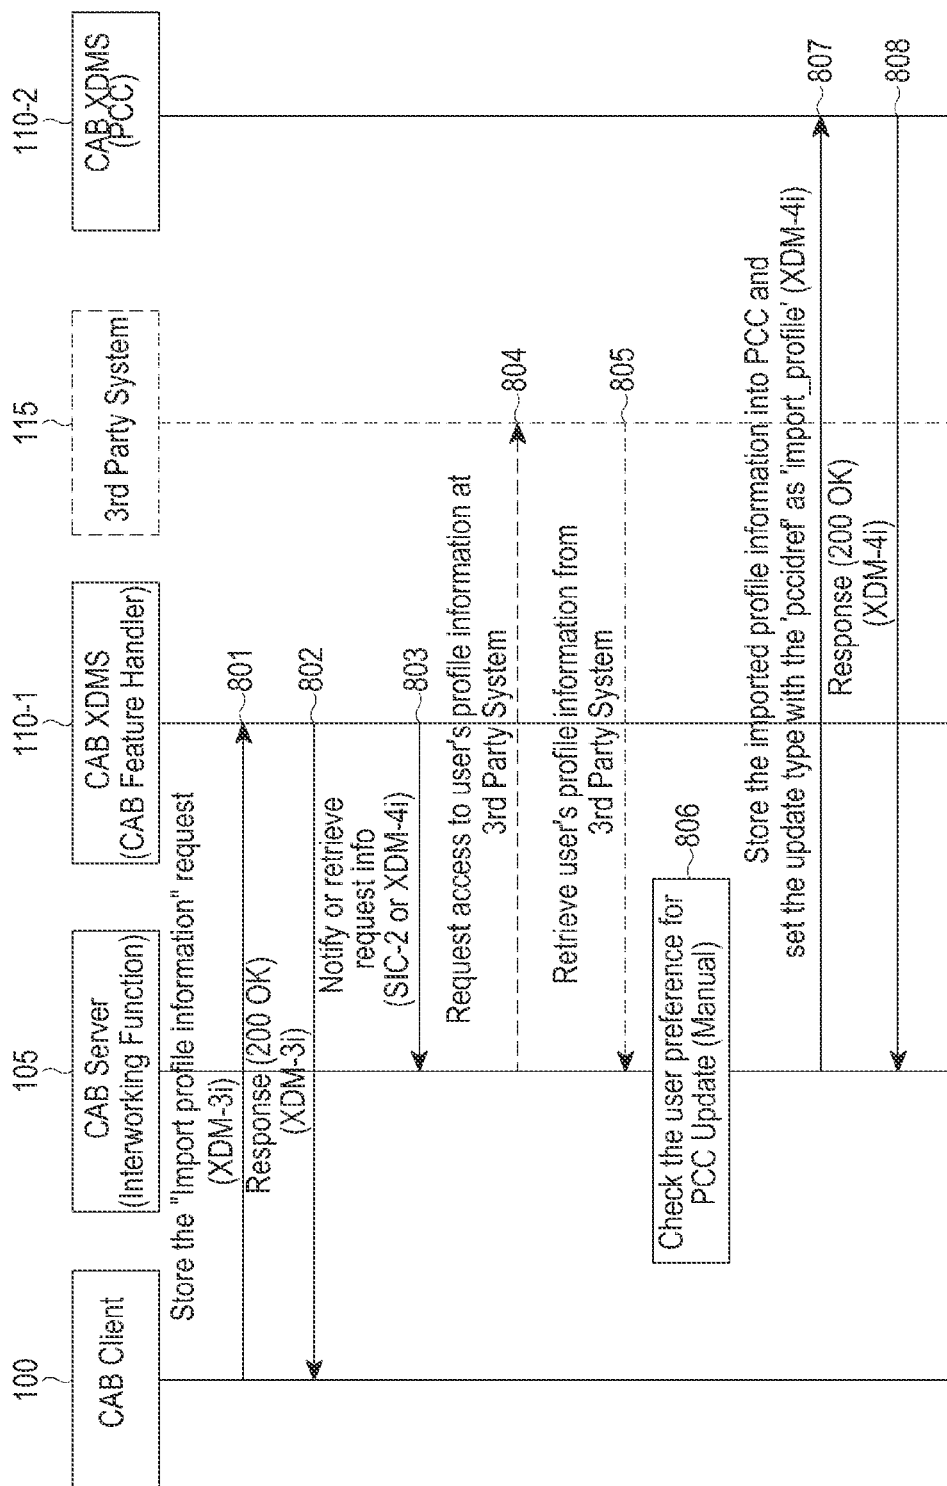 100
CAB Client
105
CAB Server
(Interworking Function)
110-1
CAB XDMS
(CAB Feature Handler)
115
3rd Party System
110-2
CAB XDMS
(PCC)
Store the "Import profile information" request
(XDM-3i)
801
Response (200 OK)
(XDM-3i)
802
Notify or retrieve
request info
(SIC-2 or XDM-4i)
803
Request access to user's profile information at
3rd Party System
804
Retrieve user's profile information from
3rd Party System
805
Check the user preference for
PCC Update (Manual)
806
Store the imported profile information into PCC and
set the update type with the 'pccidref' as 'import_profile' (XDM-4i)
807
Response (200 OK)
(XDM-4i)
808